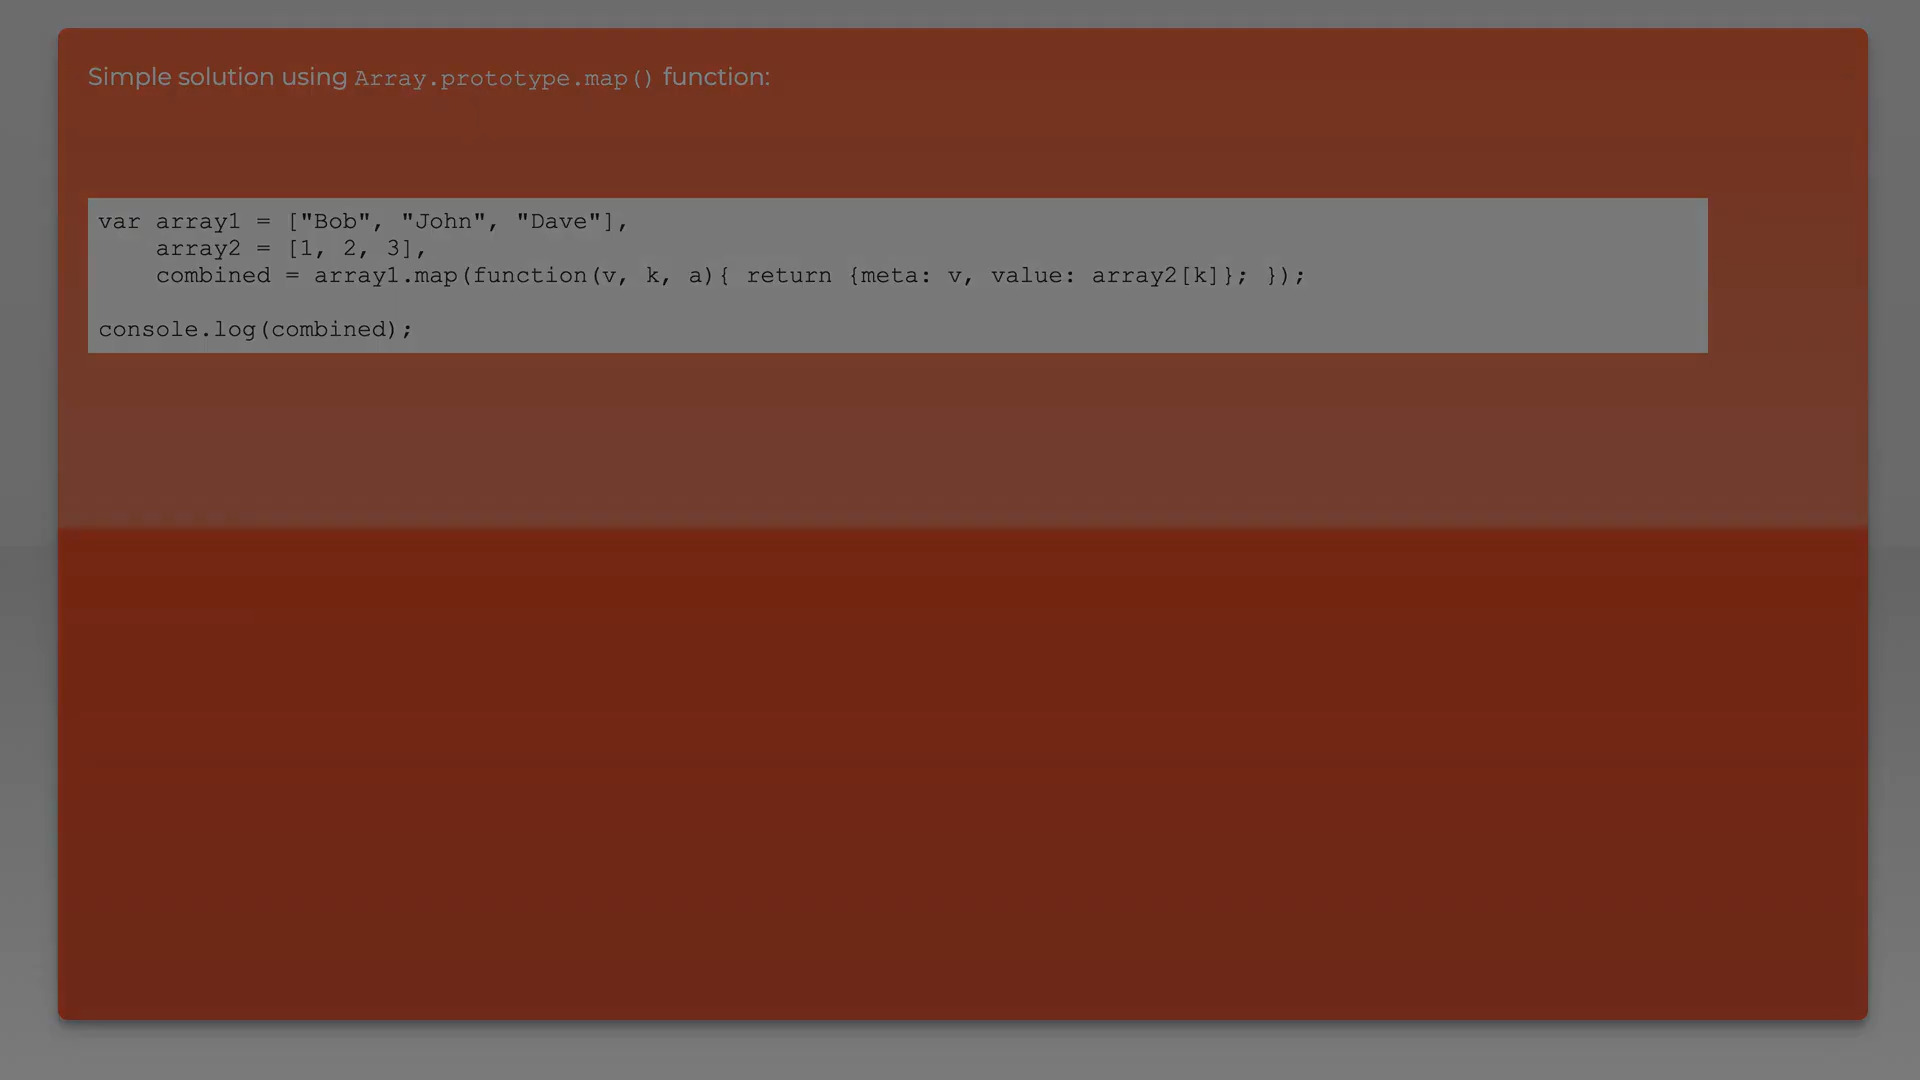 Simple solution using Array.prototype.map() function:
var array1 = ["Bob", "John", "Dave"],
    array2 = [1, 2, 3],
    combined = array1.map(function(v, k, a){ return {meta: v, value: array2[k]}; });
console.log(combined);